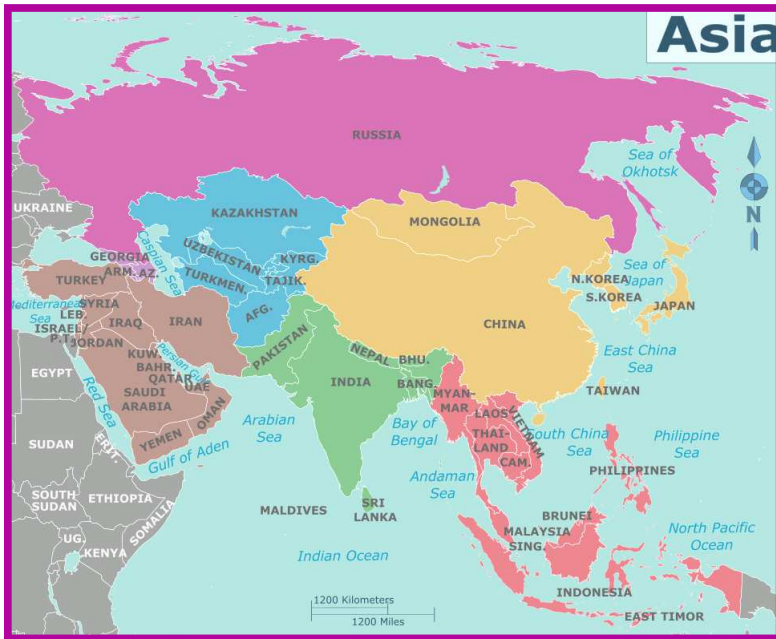 Asia
RUSSIA
Sea of
Okhotsk
N
UKRAINE
KAZAKHSTAN
MONGOLIA
GEORGIA
Caspian Sea
UZBEKISTAN
KYRG.
ARM.
AZ.
TURKMEN.
TAJIK.
TURKEY
N.KOREA
Sea of
Japan
S.KOREA
JAPAN
Mediterranean
Sea
SYRIA
LEB.
IRAQ
IRAN
AFG.
CHINA
ISRAEL/
P.T.
JORDAN
KUW.
Persian Gulf
PAKISTAN
NEPAL
BHU.
East China
Sea
EGYPT
BAHR.
QATAR
UAE
INDIA
BANG.
MYAN-
MAR
TAIWAN
Red Sea
SAUDI
ARABIA
OMAN
Arabian
Sea
Bay of
Bengal
LAOS
VIETNAM
South China
Sea
Philippine
Sea
SUDAN
ERIT.
YEMEN
Gulf of Aden
THAI-
LAND
CAM.
PHILIPPINES
Andaman
Sea
SOUTH
SUDAN
ETHIOPIA
SOMALIA
MALDIVES
SRI
LANKA
BRUNEI
MALAYSIA
SING.
North Pacific
Ocean
UG.
KENYA
Indian Ocean
INDONESIA
1200 Kilometers
1200 Miles
EAST TIMOR